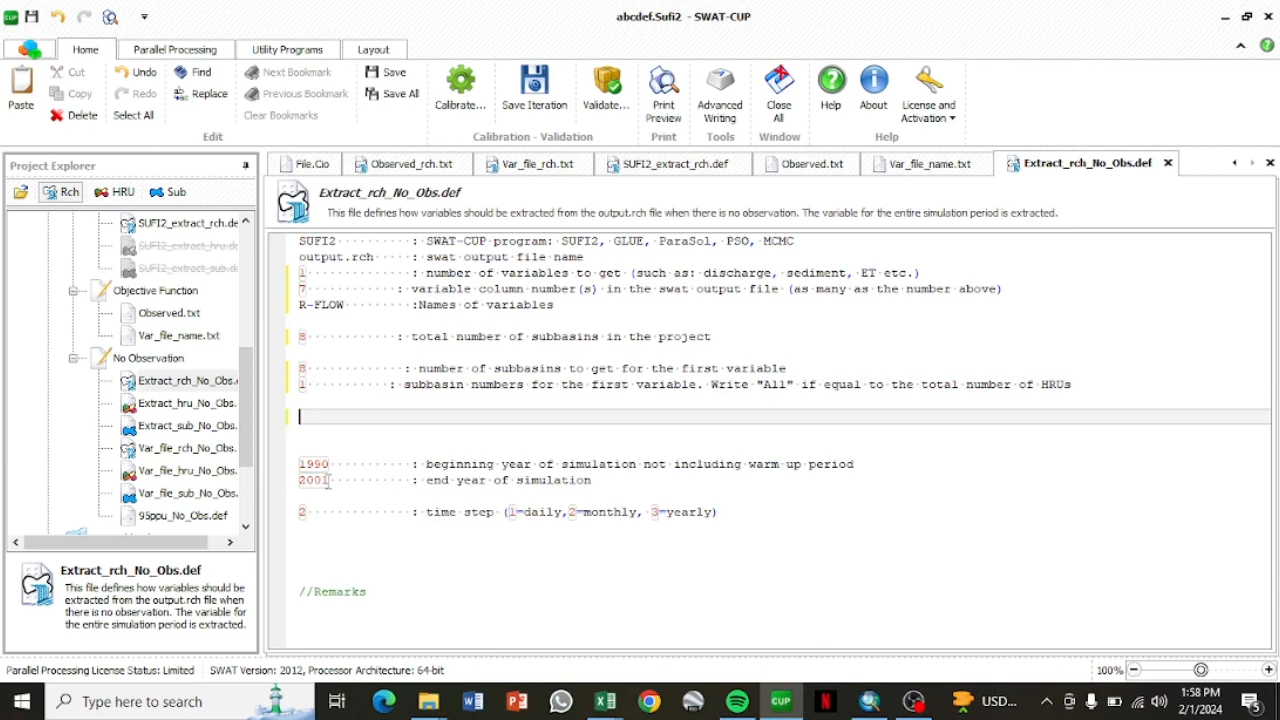 abcdef.Sufi2 - SWAT-CUP
CUP
Home
Parallel Processing
Utility Programs
Layout
Paste
Cut
Copy
Delete
Undo
Redo
Select All
Find
Replace
Edit
Next Bookmark
Previous Bookmark
Clear Bookmarks
Save
Save All
Calibrate...
Save Iteration
Validate...
Calibration - Validation
Print Preview
Print
Advanced Writing
Tools
Close All
Window
Help
About
License and Activation
Help
Project Explorer
Rch
HRU
Sub
SUFI2_extract_rch.de
SUFI2_extract_hru.de
SUFI2_extract_sub.de
Objective Function
Observed.txt
Var_file_name.txt
No Observation
Extract_rch_No_Obs.
Extract_hru_No_Obs.
Extract_sub_No_Obs.
Var_file_rch_No_Obs.
Var_file_hru_No_Obs.
Var_file_sub_No_Obs.
95ppu_No_Obs.def
Extract_rch_No_Obs.def
This file defines how variables should be extracted from the output.rch file when there is no observation. The variable for the entire simulation period is extracted.
File.Cio
Observed_rch.txt
Var_file_rch.txt
SUFI2_extract_rch.def
Observed.txt
Var_file_name.txt
Extract_rch_No_Obs.def
Extract_rch_No_Obs.def
This file defines how variables should be extracted from the output.rch file when there is no observation. The variable for the entire simulation period is extracted.
SUFI2 : SWAT-CUP program: SUFI2, GLUE, ParaSol, PSO, MCMC
output.rch : swat output file name
1 : number of variables to get (such as: discharge, sediment, ET etc.)
7 : variable column number(s) in the swat output file (as many as the number above)
R-FLOW :Names of variables
8 : total number of subbasins in the project
8 : number of subbasins to get for the first variable
1 : subbasin numbers for the first variable. Write "All" if equal to the total number of HRUs
1990 : beginning year of simulation not including warm up period
2001 : end year of simulation
2 : time step (1=daily,2=monthly, 3=yearly)
//Remarks
Parallel Processing License Status: Limited
SWAT Version: 2012, Processor Architecture: 64-bit
100%
Type here to search
CUP
USD...
1:58 PM
2/1/2024
5